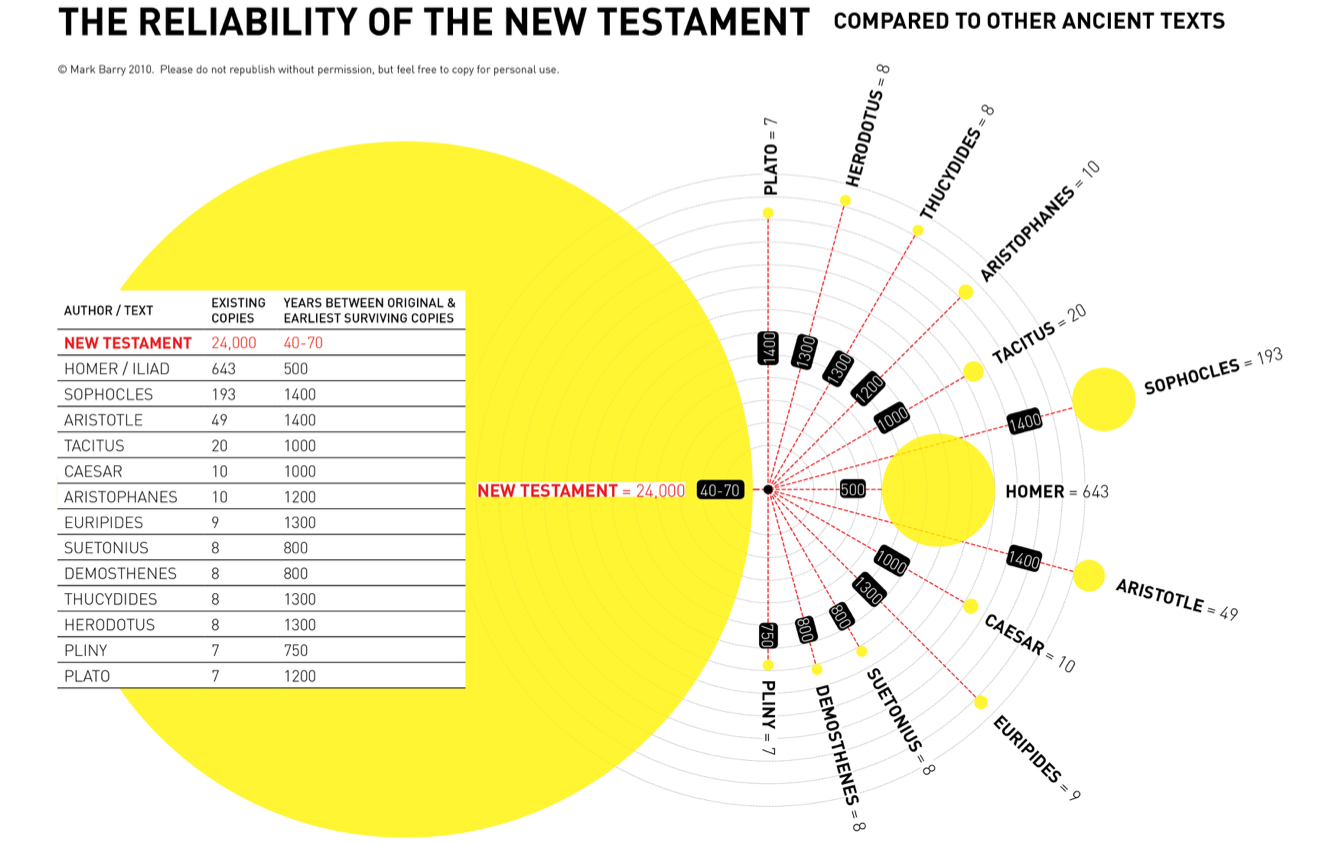 THE RELIABILITY OF THE NEW TESTAMENT COMPARED TO OTHER ANCIENT TEXTS
© Mark Barry 2010. Please do not republish without permission, but feel free to copy for personal use.
AUTHOR / TEXT EXISTING COPIES YEARS BETWEEN ORIGINAL & EARLIEST SURVIVING COPIES
NEW TESTAMENT 24,000 40-70
HOMER / ILIAD 643 500
SOPHOCLES 193 1400
ARISTOTLE 49 1400
TACITUS 20 1000
CAESAR 10 1000
ARISTOPHANES 10 1200
EURIPIDES 9 1300
SUETONIUS 8 800
DEMOSTHENES 8 800
THUCYDIDES 8 1300
HERODOTUS 8 1300
PLINY 7 750
PLATO 7 1200
NEW TESTAMENT = 24,000 40-70
PLATO = 7
1400
HERODOTUS = 8
1300
THUCYDIDES = 8
1300
ARISTOPHANES = 10
1200
TACITUS = 20
1000
SOPHOCLES = 193
1400
HOMER = 643
500
ARISTOTLE = 49
1400
CAESAR = 10
1000
EURIPIDES = 9
1300
SUETONIUS = 8
800
DEMOSTHENES = 8
800
PLINY = 7
750